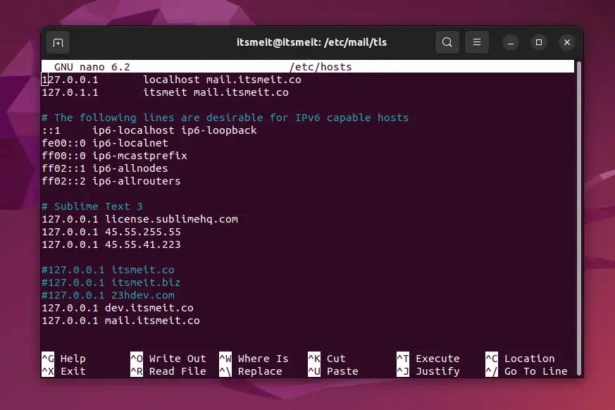 itsmeit@itsmeit: /etc/mail/tls
GNU nano 6.2 /etc/hosts
127.0.0.1 localhost mail.itsmeit.co
127.0.1.1 itsmeit mail.itsmeit.co
# The following lines are desirable for IPv6 capable hosts
::1 ip6-localhost ip6-loopback
fe00::0 ip6-localnet
ff00::0 ip6-mcastprefix
ff02::1 ip6-allnodes
ff02::2 ip6-allrouters
# Sublime Text 3
127.0.0.1 license.sublimehq.com
127.0.0.1 45.55.255.55
127.0.0.1 45.55.41.223
#127.0.0.1 itsmeit.co
#127.0.0.1 itsmeit.biz
#127.0.0.1 23hdev.com
127.0.0.1 dev.itsmeit.co
127.0.0.1 mail.itsmeit.co
^G Help ^O Write Out ^W Where Is ^K Cut ^T Execute ^C Location
^X Exit ^R Read File ^\ Replace ^U Paste ^J Justify ^/ Go To Line